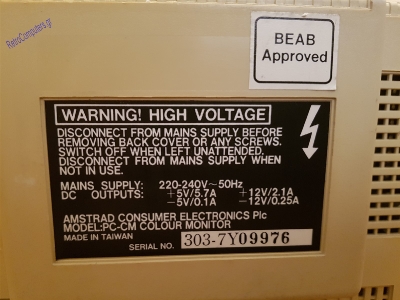 RetroComputers.gr
BEAB
Approved
WARNING! HIGH VOLTAGE
DISCONNECT FROM MAINS SUPPLY BEFORE
REMOVING BACK COVER OR ANY SCREWS.
SWITCH OFF WHEN LEFT UNATTENDED.
DISCONNECT FROM MAINS SUPPLY WHEN
NOT IN USE.
MAINS SUPPLY: 220-240V~50Hz
DC OUTPUTS: +5V/5.7A +12V/2.1A
-5V/0.1A -12V/0.25A
AMSTRAD CONSUMER ELECTRONICS Plc
MODEL:PC-CM COLOUR MONITOR
MADE IN TAIWAN
SERIAL NO. 303-7Y09976